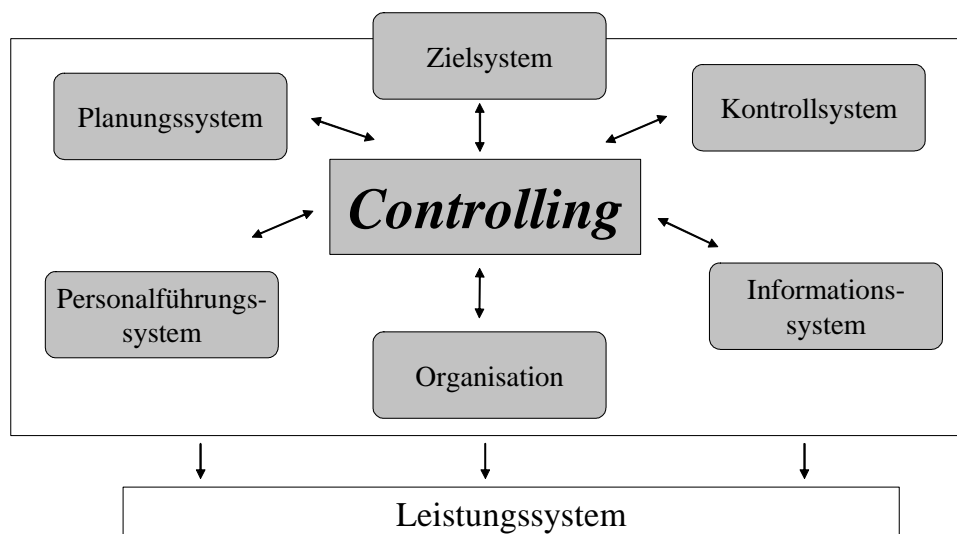 Zielsystem
Planungssystem
Kontrollsystem
Controlling
Personalführungs-
system
Informations-
system
Organisation
Leistungssystem